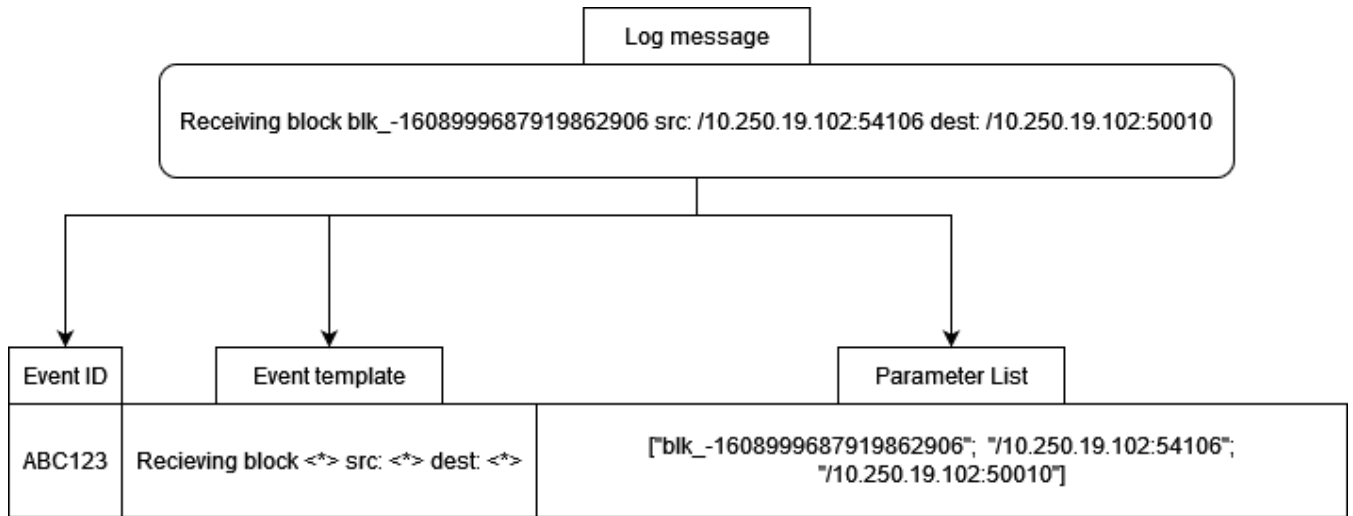 Log message
Receiving block blk_-1608999687919862906 src: /10.250.19.102:54106 dest: /10.250.19.102:50010
Event ID
Event template
Parameter List
ABC123
Recieving block <*> src: <*> dest: <*>
["blk_-1608999687919862906"; "/10.250.19.102:54106";
"/10.250.19.102:50010"]